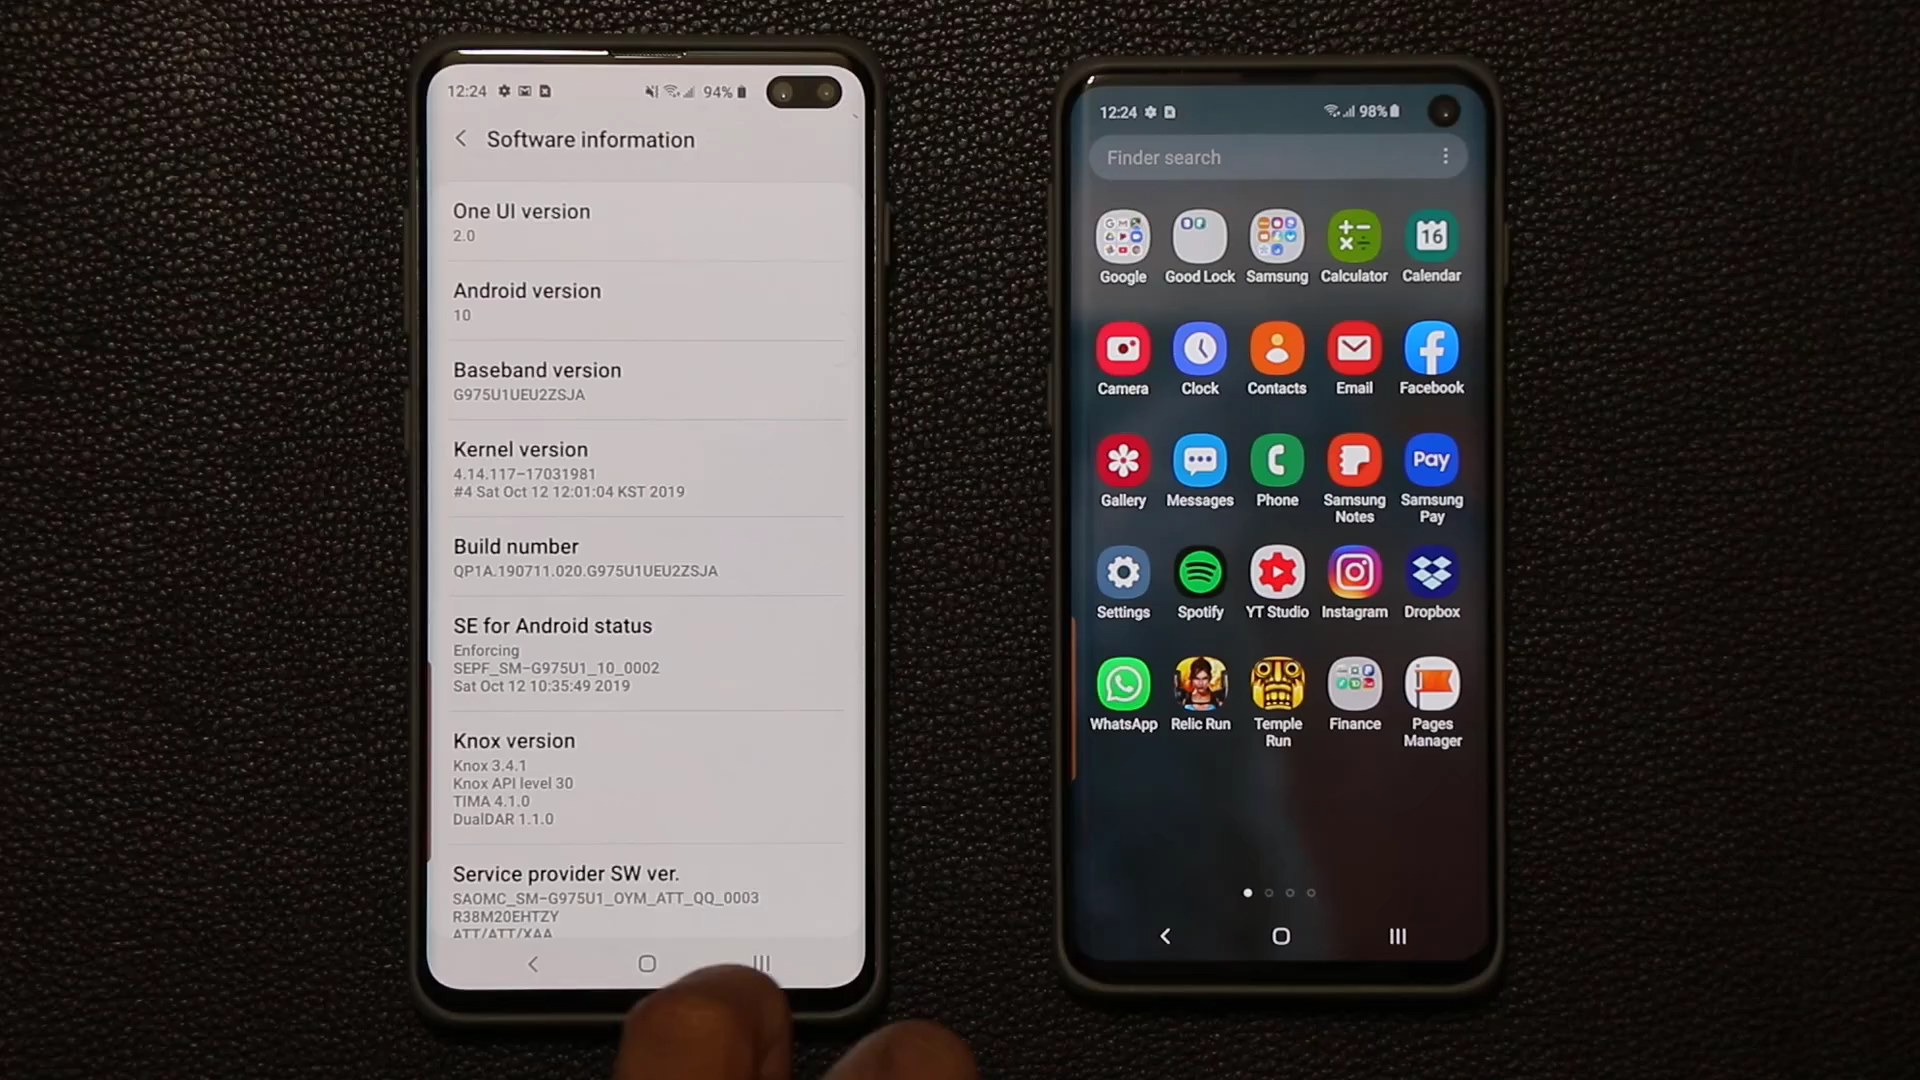 12:24
94%
Software information
One UI version
2.0
Android version
10
Baseband version
G975U1UEU2ZSJA
Kernel version
4.14.117-17031981
#4 Sat Oct 12 12:01:04 KST 2019
Build number
QP1A.190711.020.G975U1UEU2ZSJA
SE for Android status
Enforcing
SEPF_SM-G975U1_10_0002
Sat Oct 12 10:35:49 2019
Knox version
Knox 3.4.1
Knox API level 30
TIMA 4.1.0
DualDAR 1.1.0
Service provider SW ver.
SAOMC_SM-G975U1_OYM_ATT_QQ_0003
R38M20EHTZY
ATT/ATT/XAA
12:24
98%
Finder search
16
Google Good Lock Samsung Calculator Calendar
Camera Clock Contacts Email Facebook
Pay
Gallery Messages Phone Samsung Notes Samsung Pay
Settings Spotify YT Studio Instagram Dropbox
WhatsApp Relic Run Temple Run Finance Pages Manager